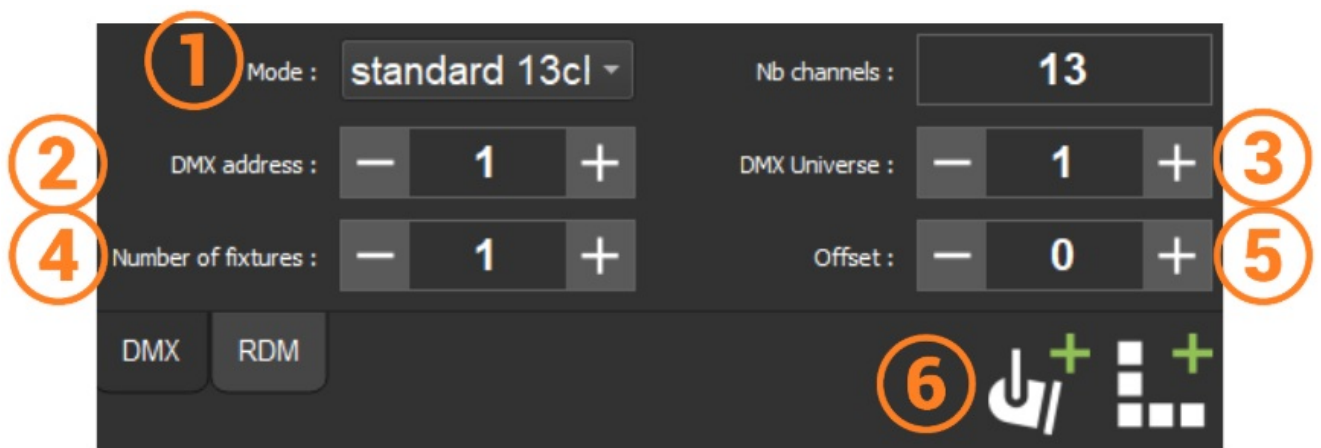 1 Mode : standard 13cl Nb channels : 13
2 DMX address : − 1 + DMX Universe : − 1 + 3
4 Number of fixtures : − 1 + Offset : − 0 + 5
DMX RDM
6